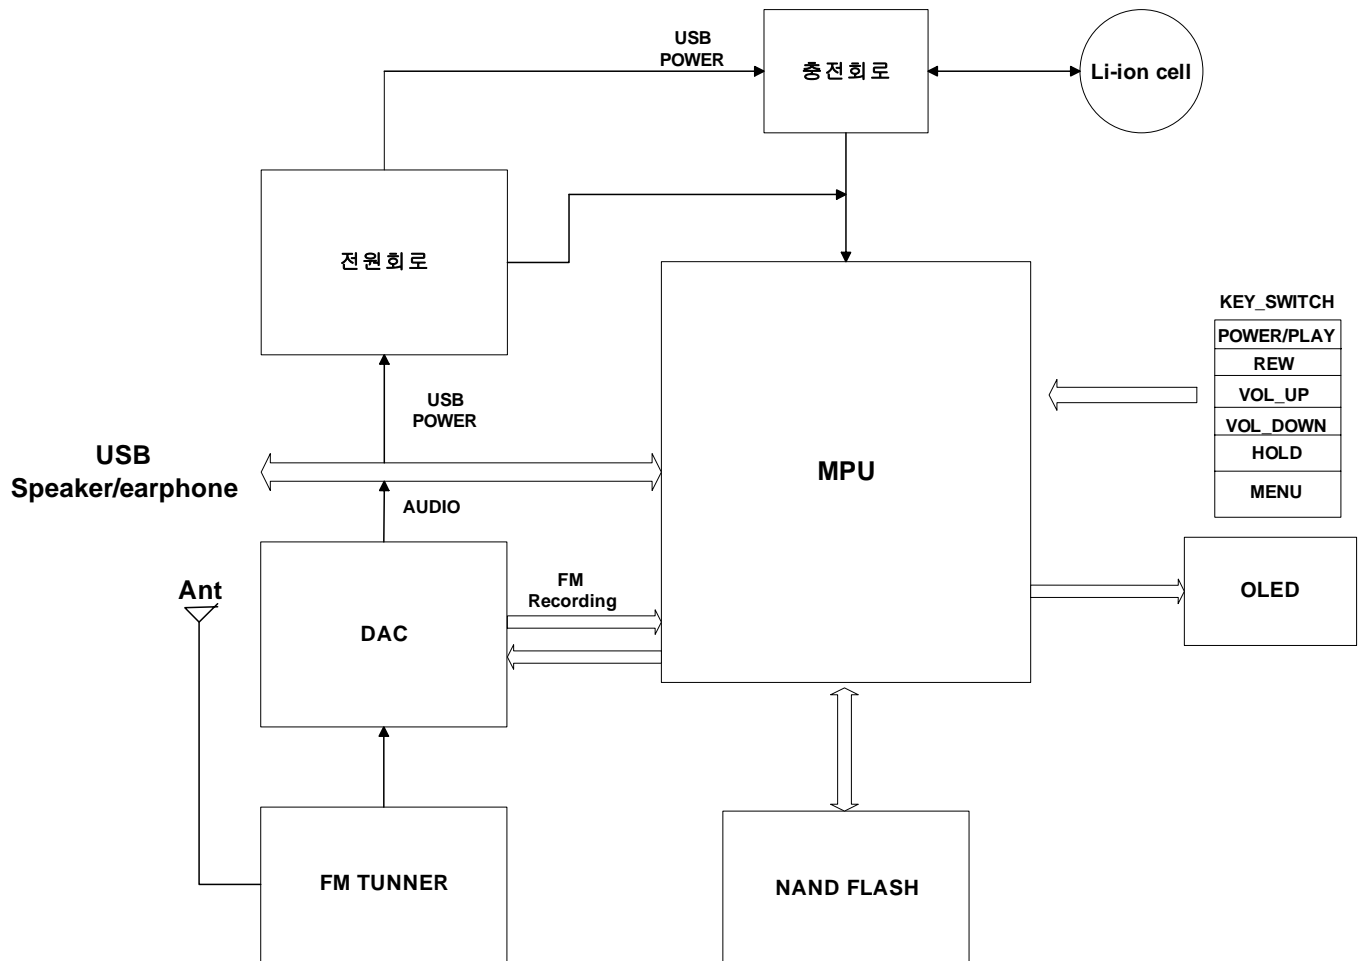 USB
POWER
충전회로
Li-ion cell
전원회로
KEY_SWITCH
POWER/PLAY
REW
VOL_UP
VOL_DOWN
HOLD
MENU
USB
POWER
USB
Speaker/earphone
MPU
AUDIO
Ant
FM
Recording
DAC
OLED
FM TUNNER
NAND FLASH